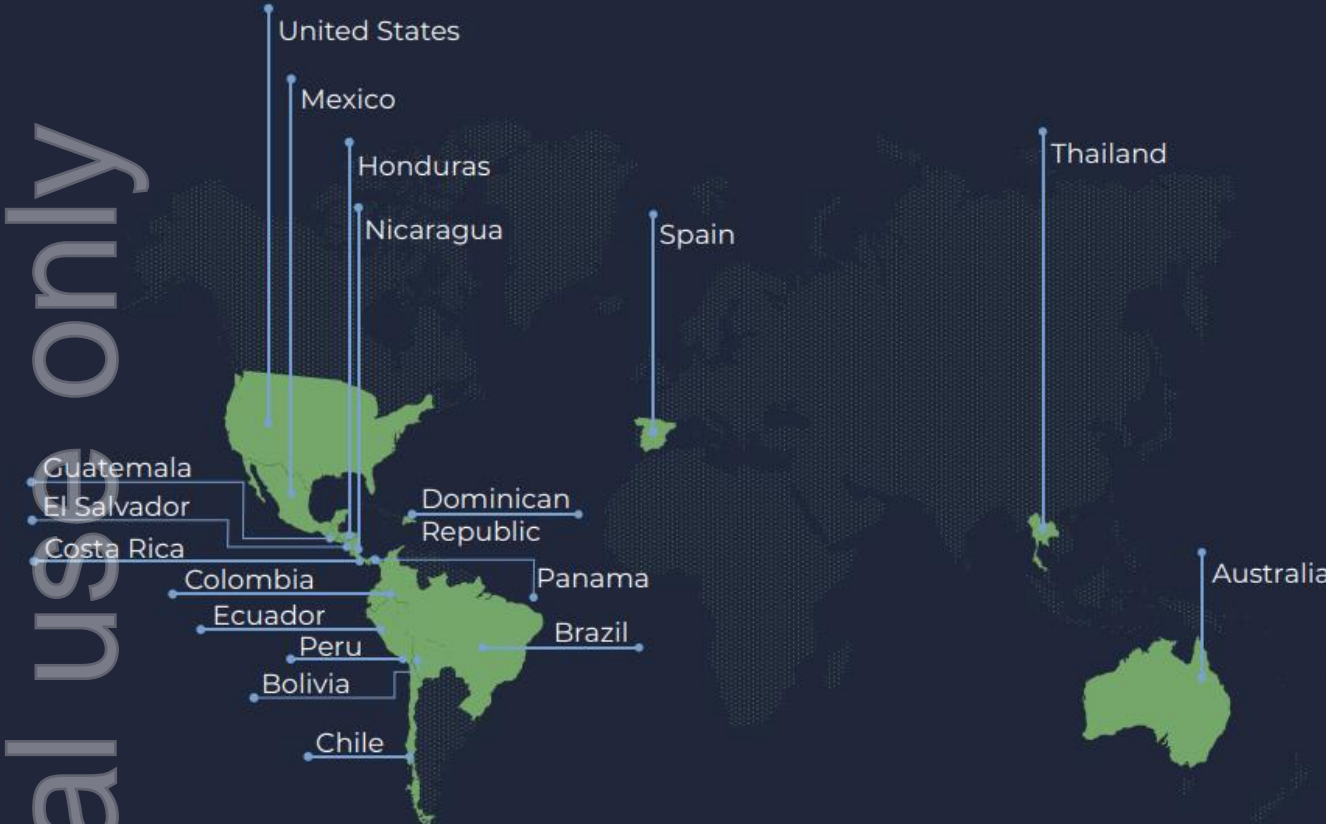 United States
Mexico
Honduras
Thailand
Nicaragua
Spain
Guatemala
El Salvador
Costa Rica
Dominican
Republic
Colombia
Panama
Australia
Ecuador
Brazil
Peru
Bolivia
Chile
al use only